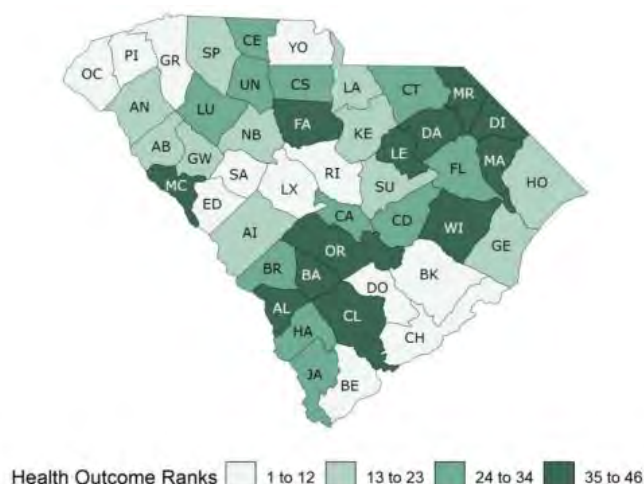 CE YO
SP
PI GR
OC
UN CS LA CT MR
AN LU
FA DI
NB KE DA
AB GW LE MA
MC SA RI FL HO
ED LX SU
CA CD WI
AI OR GE
BR BA BK
DO
AL CL
HA CH
JA BE
Health Outcome Ranks 1 to 12 13 to 23 24 to 34 35 to 46